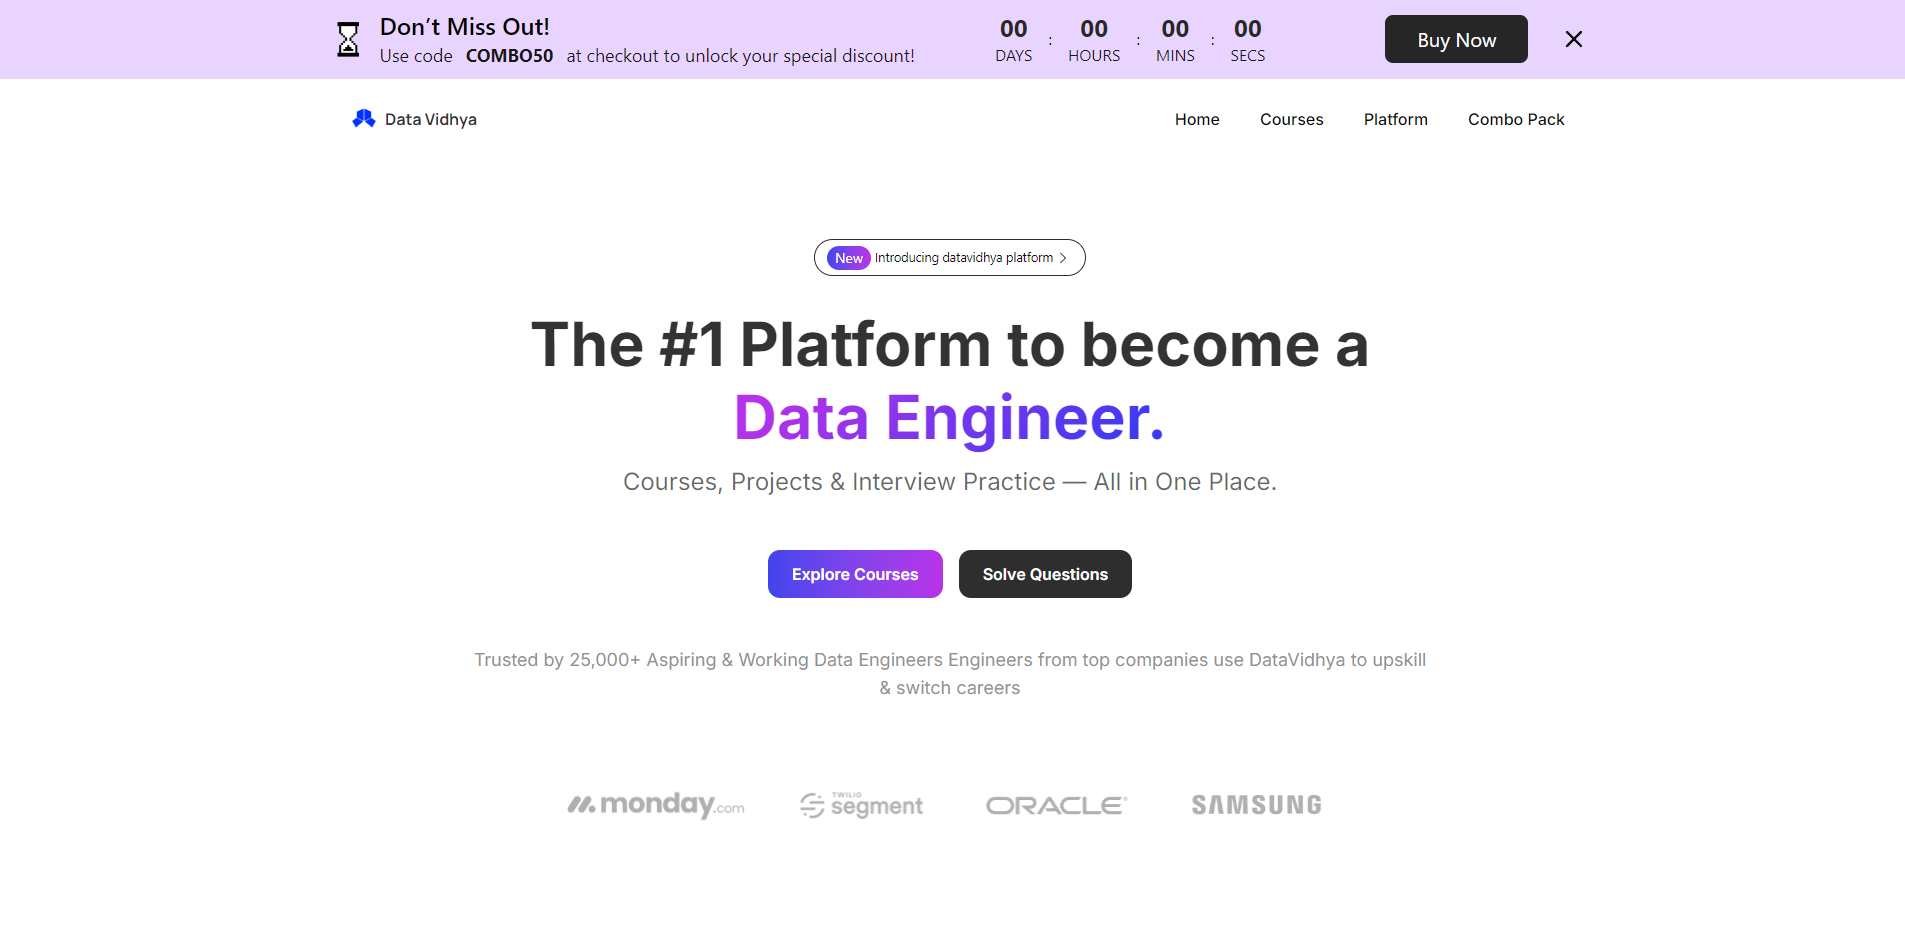 Don’t Miss Out!
Use code COMBO50 at checkout to unlock your special discount!
00 : 00 : 00 : 00
DAYS HOURS MINS SECS
Buy Now
Data Vidhya
Home Courses Platform Combo Pack
New Introducing datavidhya platform
The #1 Platform to become a
Data Engineer.
Courses, Projects & Interview Practice — All in One Place.
Explore Courses Solve Questions
Trusted by 25,000+ Aspiring & Working Data Engineers Engineers from top companies use DataVidhya to upskill
& switch careers
monday.com
TWILIO
segment
ORACLE®
SAMSUNG